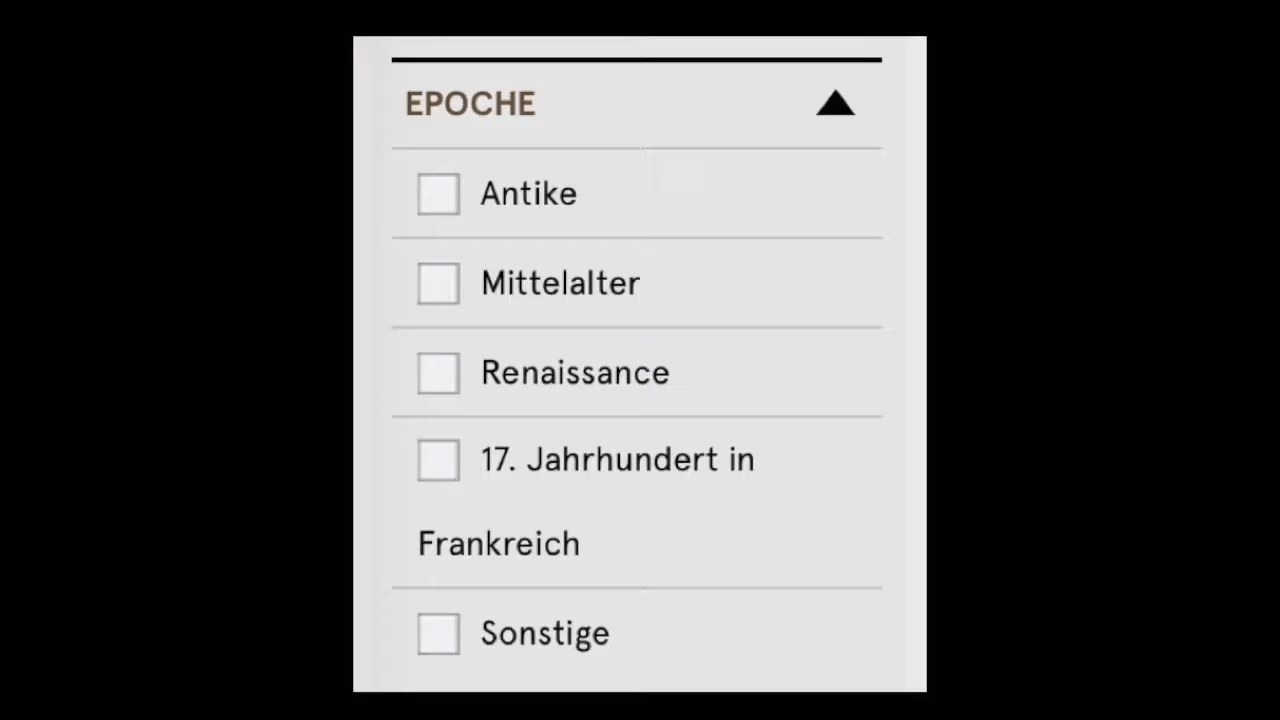 EPOCHE
Antike
Mittelalter
Renaissance
17. Jahrhundert in
Frankreich
Sonstige